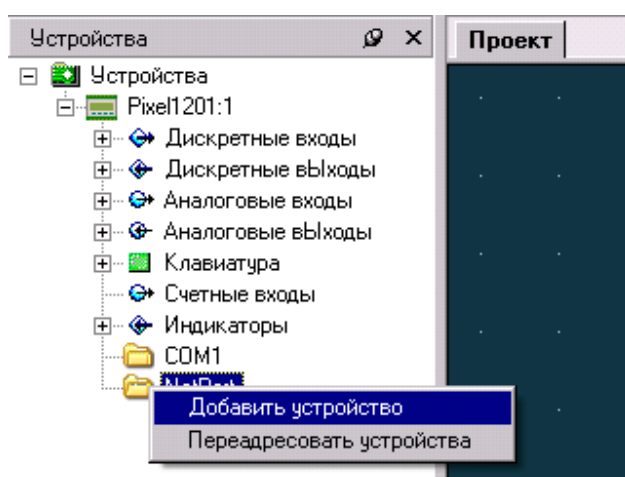 Устройства
Проект
Устройства
Pixel1201:1
Дискретные входы
Дискретные вЫходы
Аналоговые входы
Аналоговые вЫходы
Клавиатура
Счетные входы
Индикаторы
COM1
Добавить устройство
Переадресовать устройства